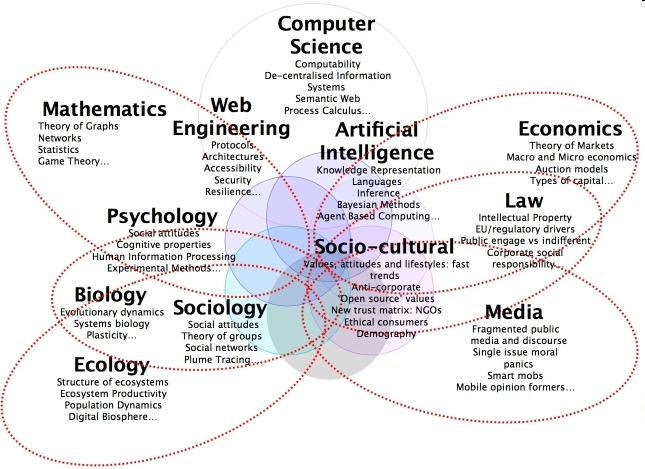 Computer
Science
Computability
De-centralised Information
Systems
Semantic Web
Process Calculus...
Mathematics
Theory of Graphs
Networks
Statistics
Game Theory...
Web
Engineering
Protocols
Architectures
Accessibility
Security
Resilience...
Artificial
Intelligence
Knowledge Representation
Languages
Inference
Bayesian Methods
Agent Based Computing...
Economics
Theory of Markets
Macro and Micro economics
Auction models
Types of capital...
Law
Intellectual Property
EU/regulatory drivers
Public engage vs indifferent
Corporate social
responsibility...
Psychology
Social attitudes
Cognitive properties
Human Information Processing
Experimental Methods...
Socio-cultural
Values, attitudes and lifestyles: fast
trends
Anti-corporate
'Open source' values
New trust matrix: NGOs
Ethical consumers
Demography
Biology
Evolutionary dynamics
Systems biology
Plasticity...
Sociology
Social attitudes
Theory of groups
Social networks
Plume Tracing...
Media
Fragmented public
media and discourse
Single issue moral
panics
Smart mobs
Mobile opinion formers...
Ecology
Structure of ecosystems
Ecosystem Productivity
Population Dynamics
Digital Biosphere...